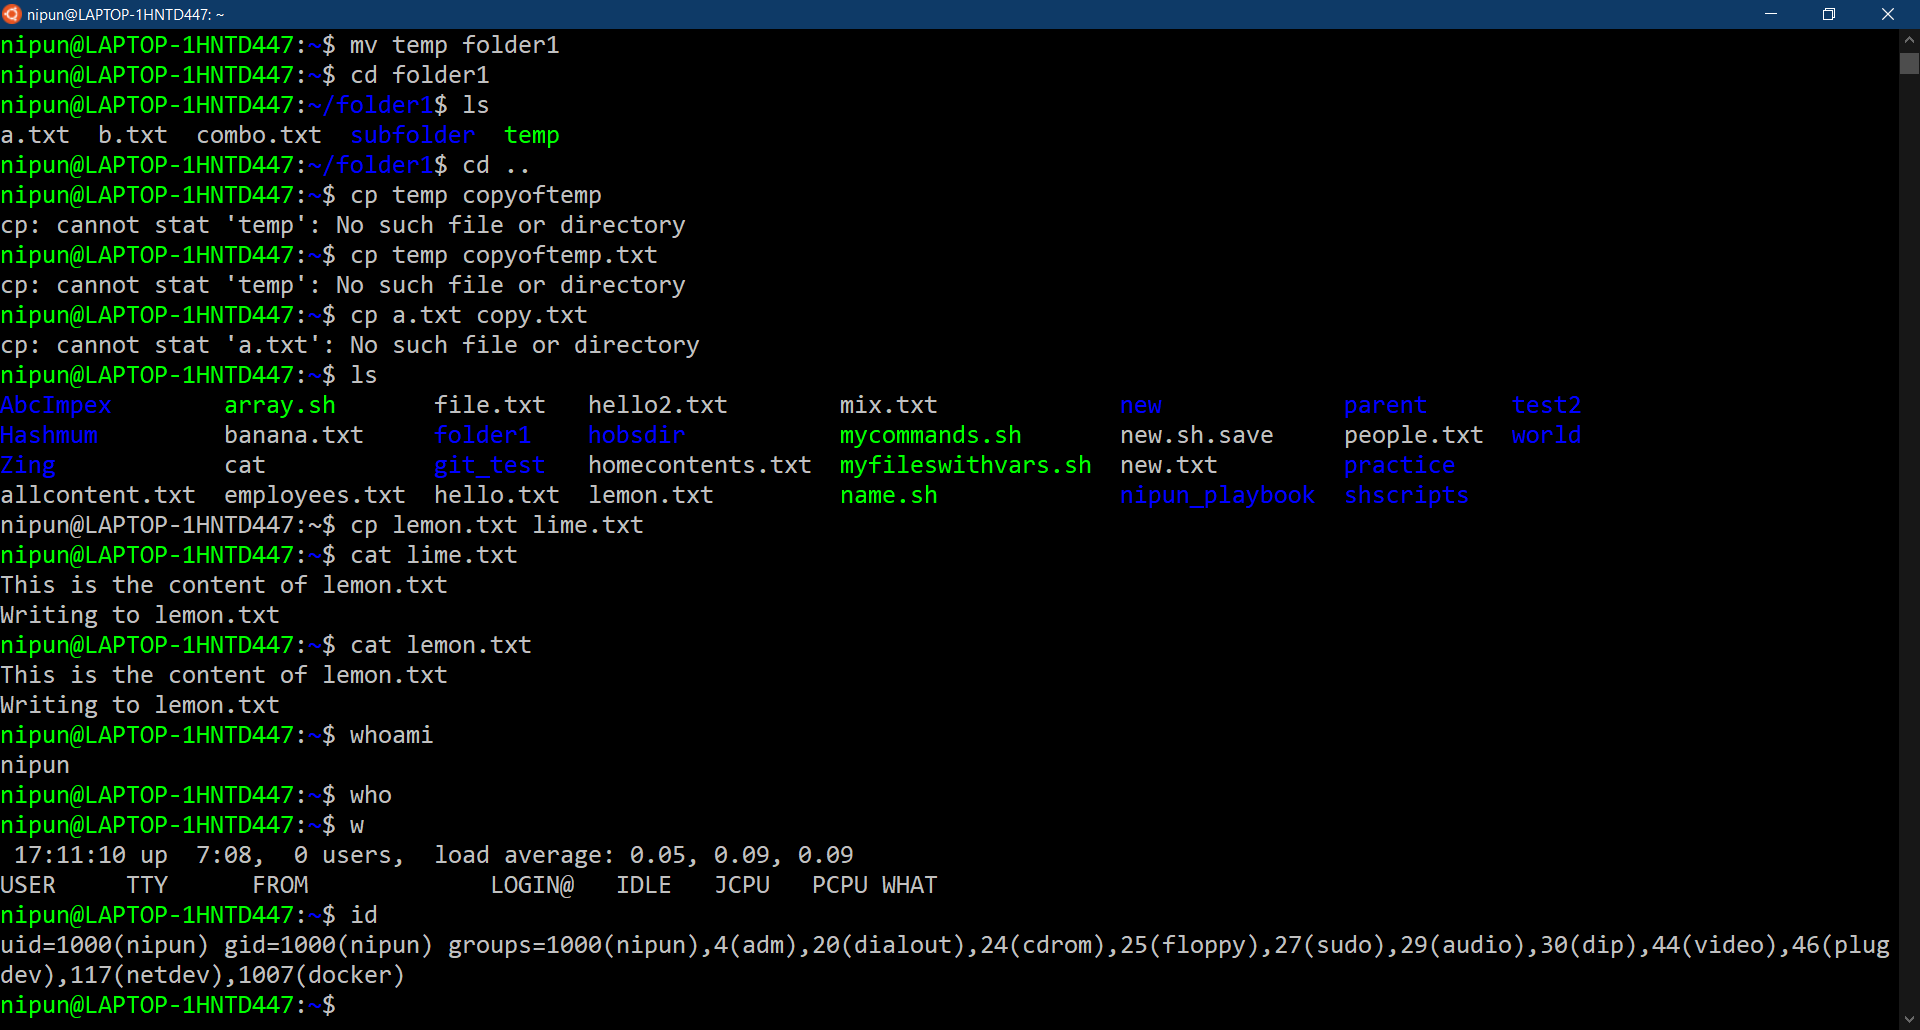 nipun@LAPTOP-1HNTD447: ~
nipun@LAPTOP-1HNTD447:~$ mv temp folder1
nipun@LAPTOP-1HNTD447:~$ cd folder1
nipun@LAPTOP-1HNTD447:~/folder1$ ls
a.txt  b.txt  combo.txt  subfolder  temp
nipun@LAPTOP-1HNTD447:~/folder1$ cd ..
nipun@LAPTOP-1HNTD447:~$ cp temp copyoftemp
cp: cannot stat 'temp': No such file or directory
nipun@LAPTOP-1HNTD447:~$ cp temp copyoftemp.txt
cp: cannot stat 'temp': No such file or directory
nipun@LAPTOP-1HNTD447:~$ cp a.txt copy.txt
cp: cannot stat 'a.txt': No such file or directory
nipun@LAPTOP-1HNTD447:~$ ls
AbcImpex        array.sh       file.txt   hello2.txt        mix.txt             new            parent      test2
Hashmum         banana.txt     folder1    hobsdir           mycommands.sh       new.sh.save    people.txt  world
Zing            cat            git_test   homecontents.txt  myfileswithvars.sh  new.txt        practice
allcontent.txt  employees.txt  hello.txt  lemon.txt         name.sh             nipun_playbook  shscripts
nipun@LAPTOP-1HNTD447:~$ cp lemon.txt lime.txt
nipun@LAPTOP-1HNTD447:~$ cat lime.txt
This is the content of lemon.txt
Writing to lemon.txt
nipun@LAPTOP-1HNTD447:~$ cat lemon.txt
This is the content of lemon.txt
Writing to lemon.txt
nipun@LAPTOP-1HNTD447:~$ whoami
nipun
nipun@LAPTOP-1HNTD447:~$ who
nipun@LAPTOP-1HNTD447:~$ w
 17:11:10 up  7:08,  0 users,  load average: 0.05, 0.09, 0.09
USER     TTY      FROM             LOGIN@   IDLE   JCPU   PCPU WHAT
nipun@LAPTOP-1HNTD447:~$ id
uid=1000(nipun) gid=1000(nipun) groups=1000(nipun),4(adm),20(dialout),24(cdrom),25(floppy),27(sudo),29(audio),30(dip),44(video),46(plug
dev),117(netdev),1007(docker)
nipun@LAPTOP-1HNTD447:~$